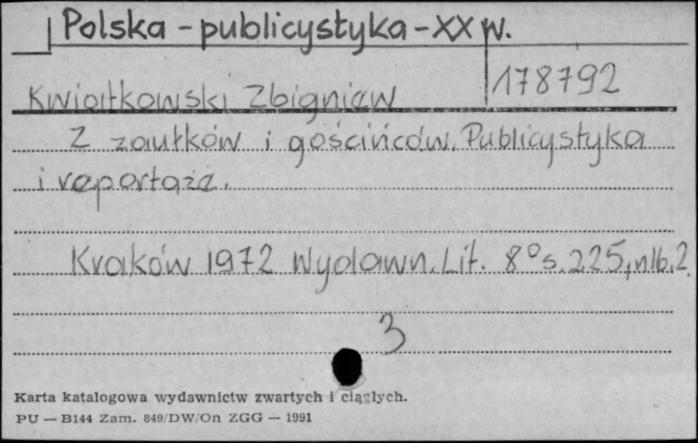 Polska - publicystyka - XX w.
178792
Kwiatkowski Zbigniew
Z zaułków i gościńców. Publicystyka
i reportaże.
Kraków 1972 Wydawn. Lit. 8° s. 225, nlb. 2.
3
Karta katalogowa wydawnictw zwartych i ciągłych.
PU — B144 Zam. 849/DW/On ZGG — 1991